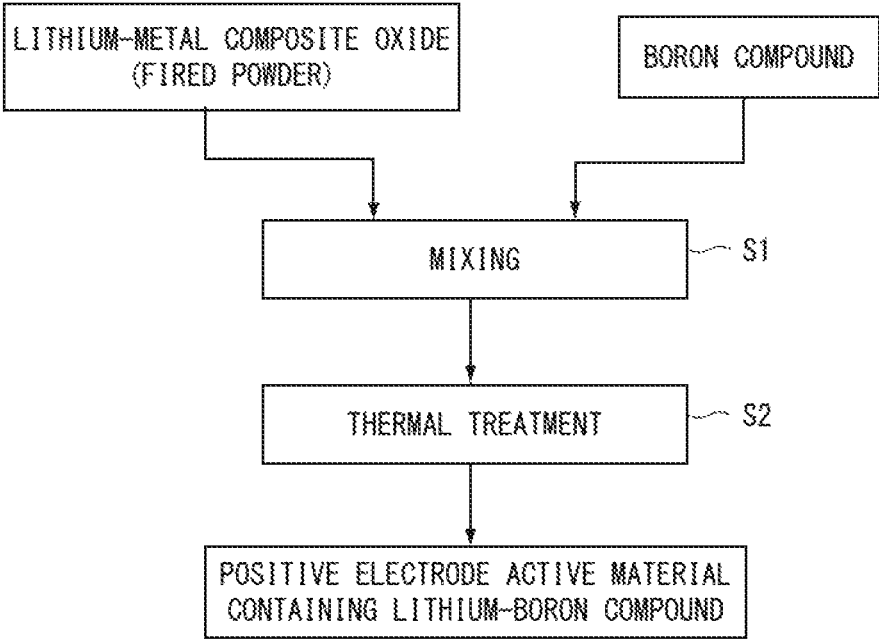 LITHIUM-METAL COMPOSITE OXIDE
(FIRED POWDER)
BORON COMPOUND
MIXING
S1
THERMAL TREATMENT
S2
POSITIVE ELECTRODE ACTIVE MATERIAL
CONTAINING LITHIUM-BORON COMPOUND